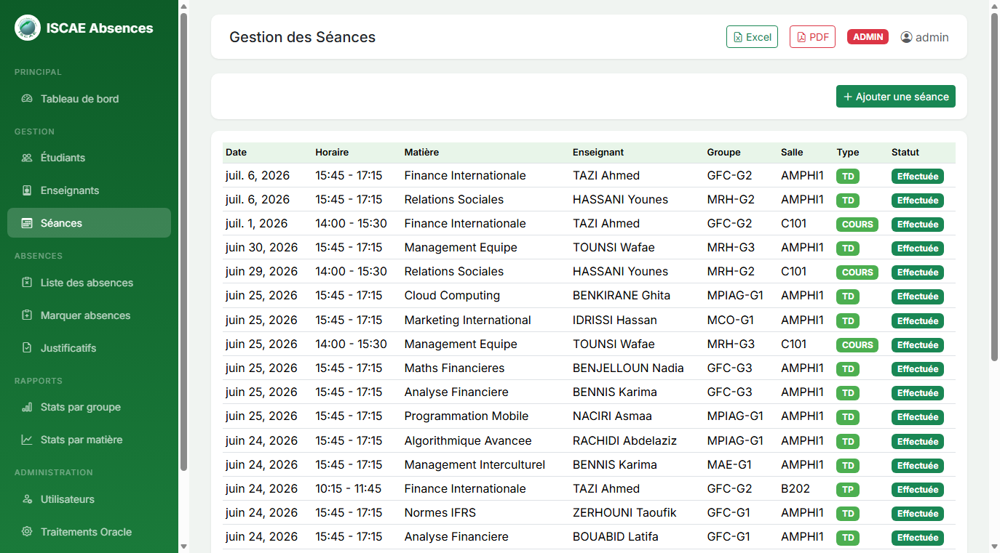 ISCAE Absences
PRINCIPAL
Tableau de bord
GESTION
Étudiants
Enseignants
Séances
ABSENCES
Liste des absences
Marquer absences
Justificatifs
RAPPORTS
Stats par groupe
Stats par matière
ADMINISTRATION
Utilisateurs
Traitements Oracle
Gestion des Séances Excel PDF ADMIN admin
+ Ajouter une séance
Date Horaire Matière Enseignant Groupe Salle Type Statut
juil. 6, 2026 15:45 - 17:15 Finance Internationale TAZI Ahmed GFC-G2 AMPHI1 TD Effectuée
juil. 6, 2026 15:45 - 17:15 Relations Sociales HASSANI Younes MRH-G2 AMPHI1 TD Effectuée
juil. 1, 2026 14:00 - 15:30 Finance Internationale TAZI Ahmed GFC-G2 C101 COURS Effectuée
juin 30, 2026 15:45 - 17:15 Management Equipe TOUNSI Wafae MRH-G3 AMPHI1 TD Effectuée
juin 29, 2026 14:00 - 15:30 Relations Sociales HASSANI Younes MRH-G2 C101 COURS Effectuée
juin 25, 2026 15:45 - 17:15 Cloud Computing BENKIRANE Ghita MPIAG-G1 AMPHI1 TD Effectuée
juin 25, 2026 15:45 - 17:15 Marketing International IDRISSI Hassan MCO-G1 AMPHI1 TD Effectuée
juin 25, 2026 14:00 - 15:30 Management Equipe TOUNSI Wafae MRH-G3 C101 COURS Effectuée
juin 25, 2026 15:45 - 17:15 Maths Financieres BENJELLOUN Nadia GFC-G3 AMPHI1 TD Effectuée
juin 25, 2026 15:45 - 17:15 Analyse Financiere BENNIS Karima GFC-G3 AMPHI1 TD Effectuée
juin 25, 2026 15:45 - 17:15 Programmation Mobile NACIRI Asmaa MPIAG-G1 AMPHI1 TD Effectuée
juin 24, 2026 15:45 - 17:15 Algorithmique Avancee RACHIDI Abdelaziz MPIAG-G1 AMPHI1 TD Effectuée
juin 24, 2026 15:45 - 17:15 Management Interculturel BENNIS Karima MAE-G1 AMPHI1 TD Effectuée
juin 24, 2026 10:15 - 11:45 Finance Internationale TAZI Ahmed GFC-G2 B202 TP Effectuée
juin 24, 2026 15:45 - 17:15 Normes IFRS ZERHOUNI Taoufik GFC-G1 AMPHI1 TD Effectuée
juin 24, 2026 15:45 - 17:15 Analyse Financiere BOUABID Latifa GFC-G1 AMPHI1 TD Effectuée